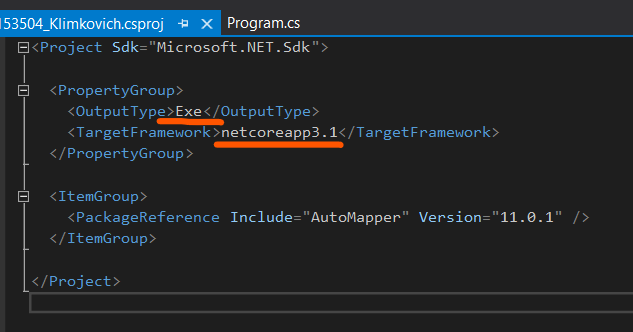 153504_Klimkovich.csproj Program.cs
<Project Sdk="Microsoft.NET.Sdk">
<PropertyGroup>
<OutputType>Exe</OutputType>
<TargetFramework>netcoreapp3.1</TargetFramework>
</PropertyGroup>
<ItemGroup>
<PackageReference Include="AutoMapper" Version="11.0.1" />
</ItemGroup>
</Project>